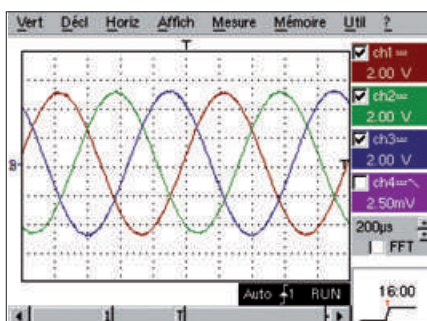 Vert Décl Horiz Affich Mesure Mémoire Util ?
T
ch1
2.00 V
ch2
2.00 V
ch3
2.00 V
ch4
2.50mV
T
200µs
FFT
Auto 1 RUN
16:00
1 T